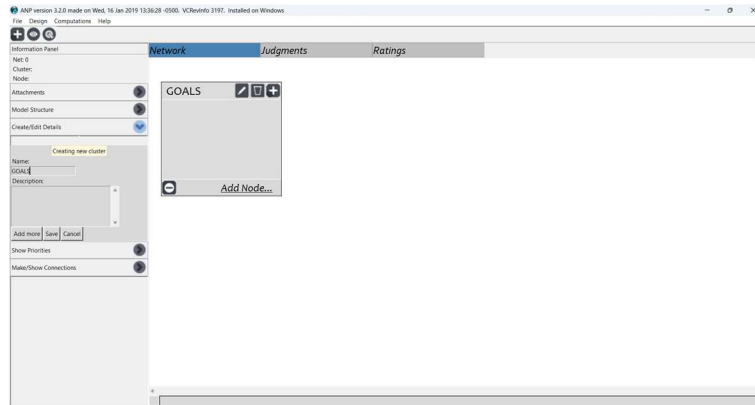 ANP version 3.2.0 made on Wed, 16 Jan 2019 13:36:28 -0500. VCRevinfo 3197. Installed on Windows
File Design Computations Help
Information Panel
Net: 0
Cluster:
Node:
Attachments
Model Structure
Create/Edit Details
Creating new cluster
Name:
GOALS
Description:
Add more Save Cancel
Show Priorities
Make/Show Connections
Network Judgments Ratings
GOALS
Add Node...